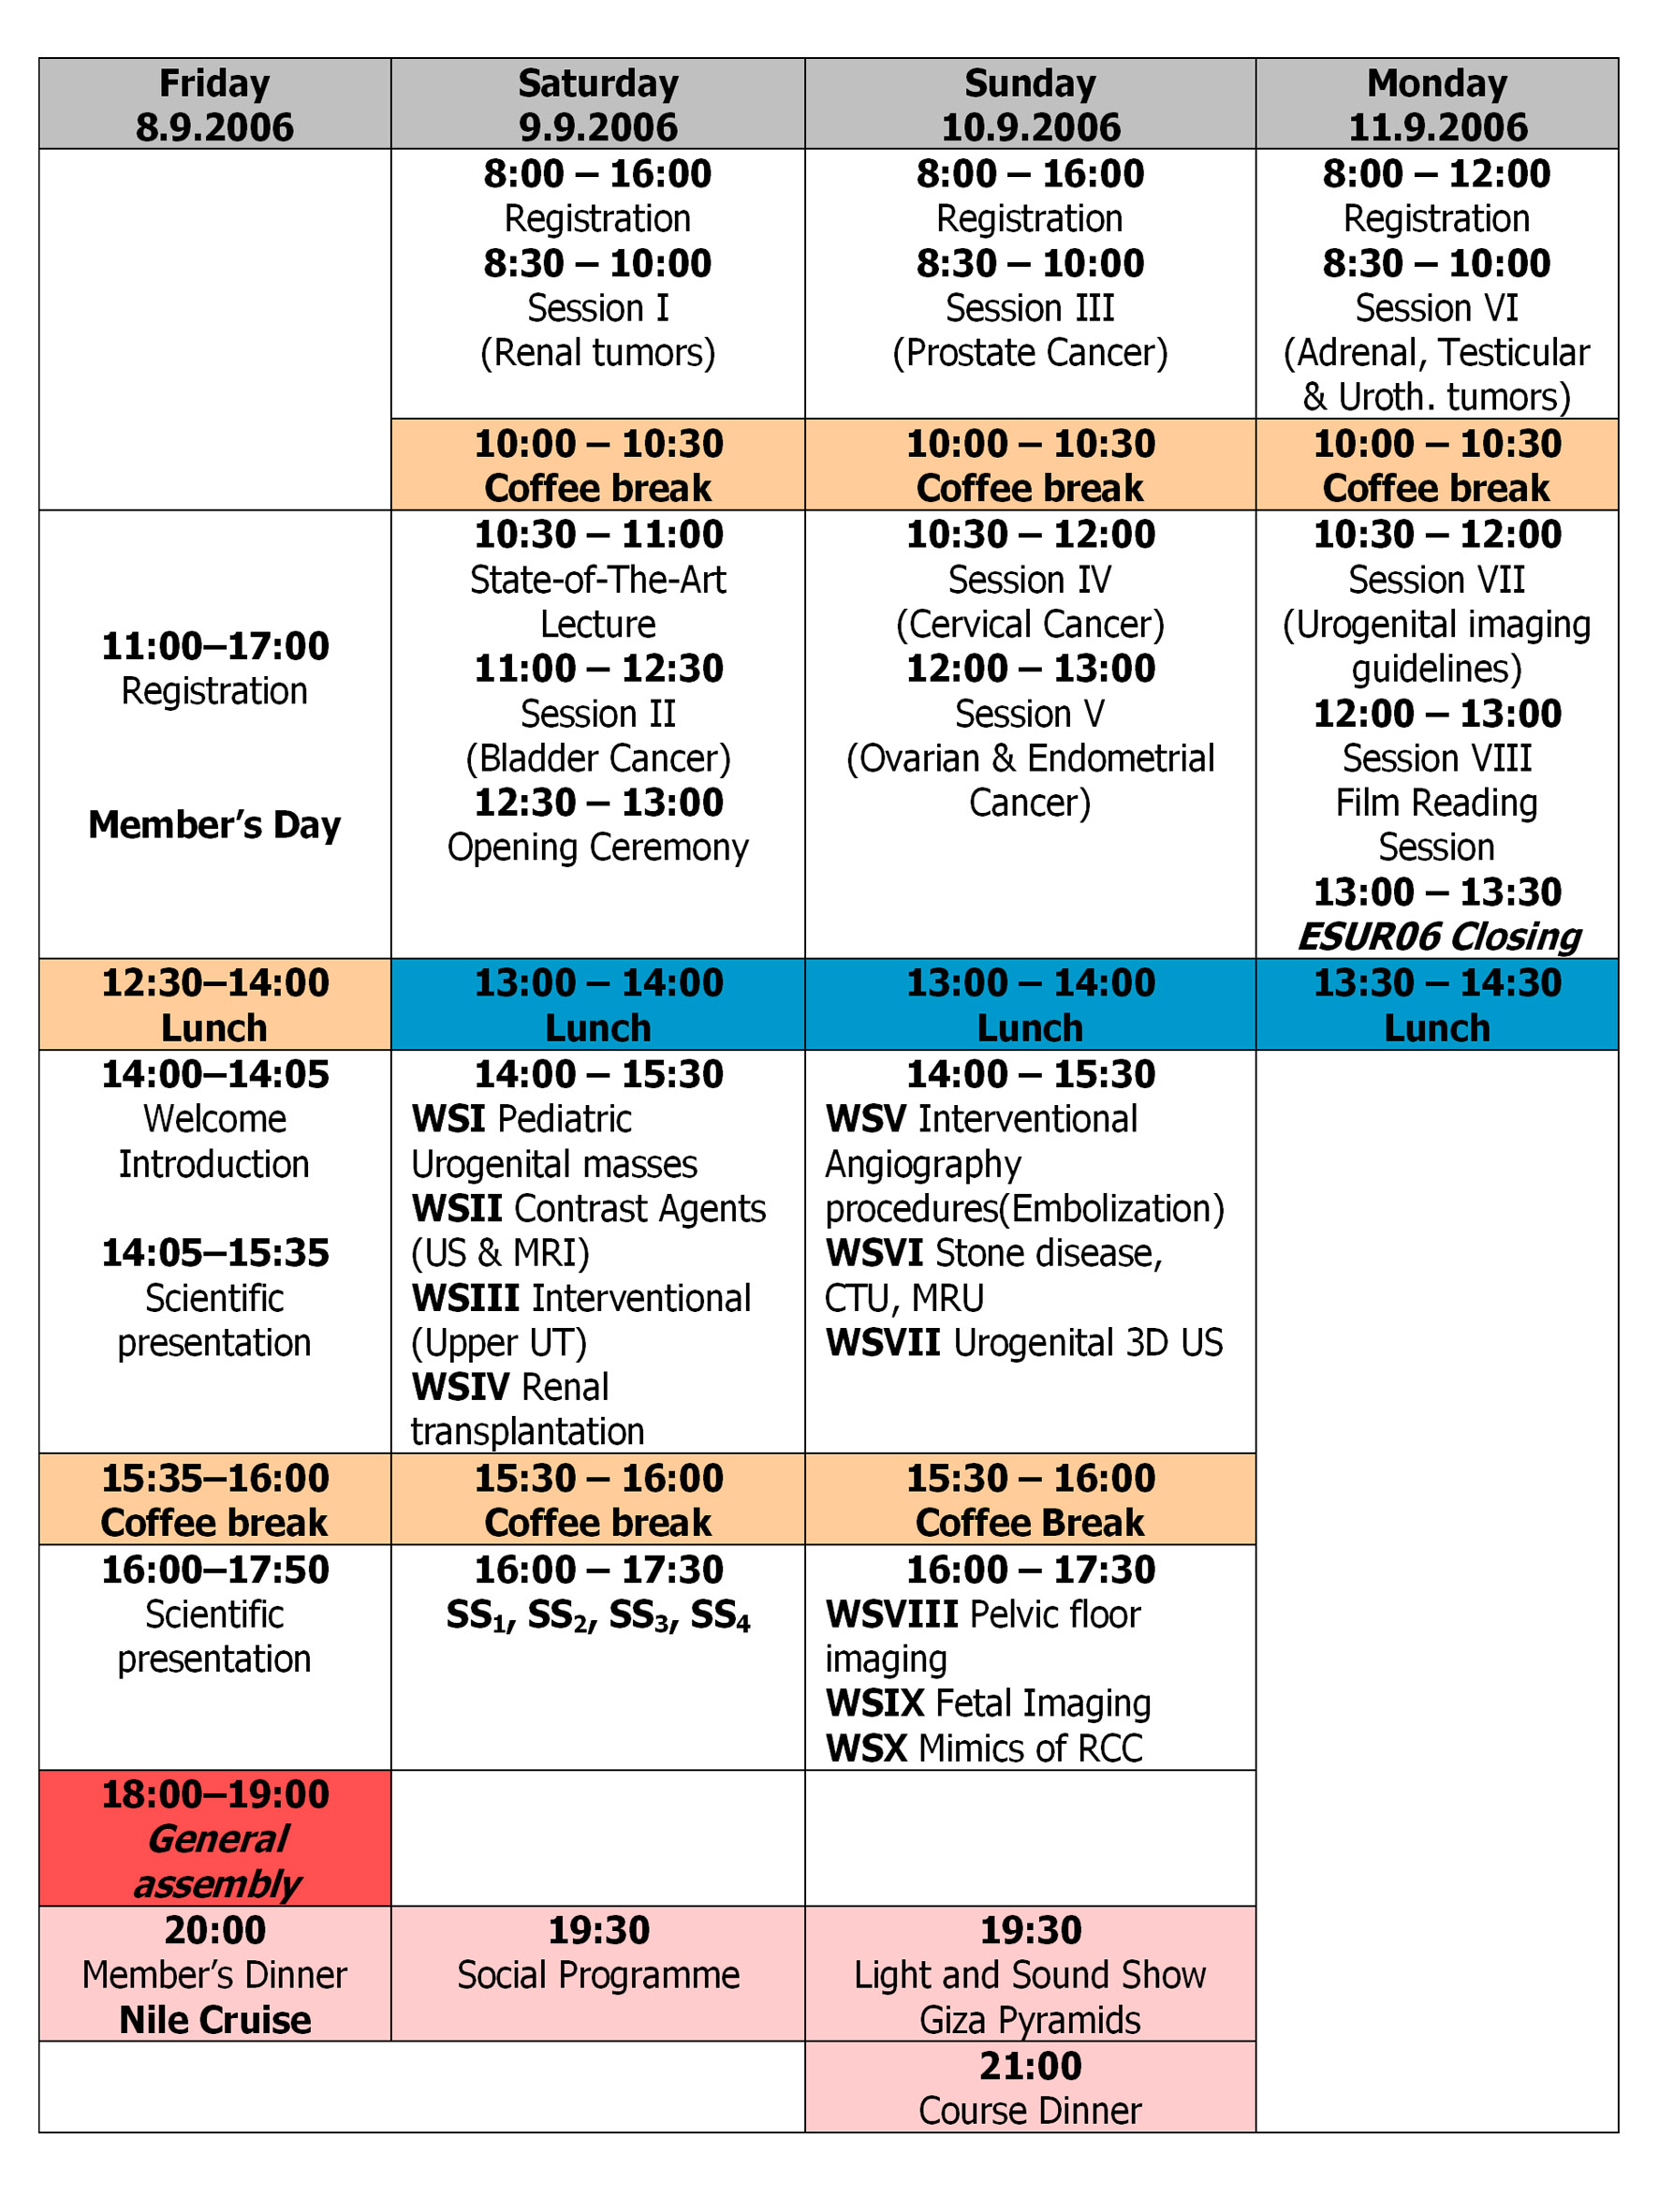 Friday
8.9.2006
Saturday
9.9.2006
Sunday
10.9.2006
Monday
11.9.2006
8:00 – 16:00
Registration
8:30 – 10:00
Session I
(Renal tumors)
8:00 – 16:00
Registration
8:30 – 10:00
Session III
(Prostate Cancer)
8:00 – 12:00
Registration
8:30 – 10:00
Session VI
(Adrenal, Testicular
& Uroth. tumors)
10:00 – 10:30
Coffee break
10:00 – 10:30
Coffee break
10:00 – 10:30
Coffee break
11:00–17:00
Registration
Member's Day
10:30 – 11:00
State-of-The-Art
Lecture
11:00 – 12:30
Session II
(Bladder Cancer)
12:30 – 13:00
Opening Ceremony
10:30 – 12:00
Session IV
(Cervical Cancer)
12:00 – 13:00
Session V
(Ovarian & Endometrial
Cancer)
10:30 – 12:00
Session VII
(Urogenital imaging
guidelines)
12:00 – 13:00
Session VIII
Film Reading
Session
13:00 – 13:30
ESUR06 Closing
12:30–14:00
Lunch
13:00 – 14:00
Lunch
13:00 – 14:00
Lunch
13:30 – 14:30
Lunch
14:00–14:05
Welcome
Introduction
14:05–15:35
Scientific
presentation
14:00 – 15:30
WSI Pediatric
Urogenital masses
WSII Contrast Agents
(US & MRI)
WSIII Interventional
(Upper UT)
WSIV Renal
transplantation
14:00 – 15:30
WSV Interventional
Angiography
procedures(Embolization)
WSVI Stone disease,
CTU, MRU
WSVII Urogenital 3D US
15:35–16:00
Coffee break
15:30 – 16:00
Coffee break
15:30 – 16:00
Coffee Break
16:00–17:50
Scientific
presentation
16:00 – 17:30
SS1, SS2, SS3, SS4
16:00 – 17:30
WSVIII Pelvic floor
imaging
WSIX Fetal Imaging
WSX Mimics of RCC
18:00–19:00
General
assembly
20:00
Member's Dinner
Nile Cruise
19:30
Social Programme
19:30
Light and Sound Show
Giza Pyramids
21:00
Course Dinner